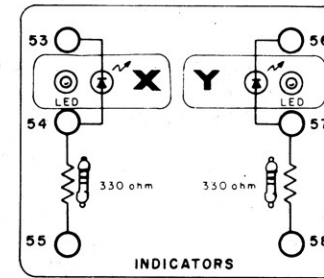 53 56
X Y
LED LED
54 57
330 ohm 330 ohm
55 58
INDICATORS